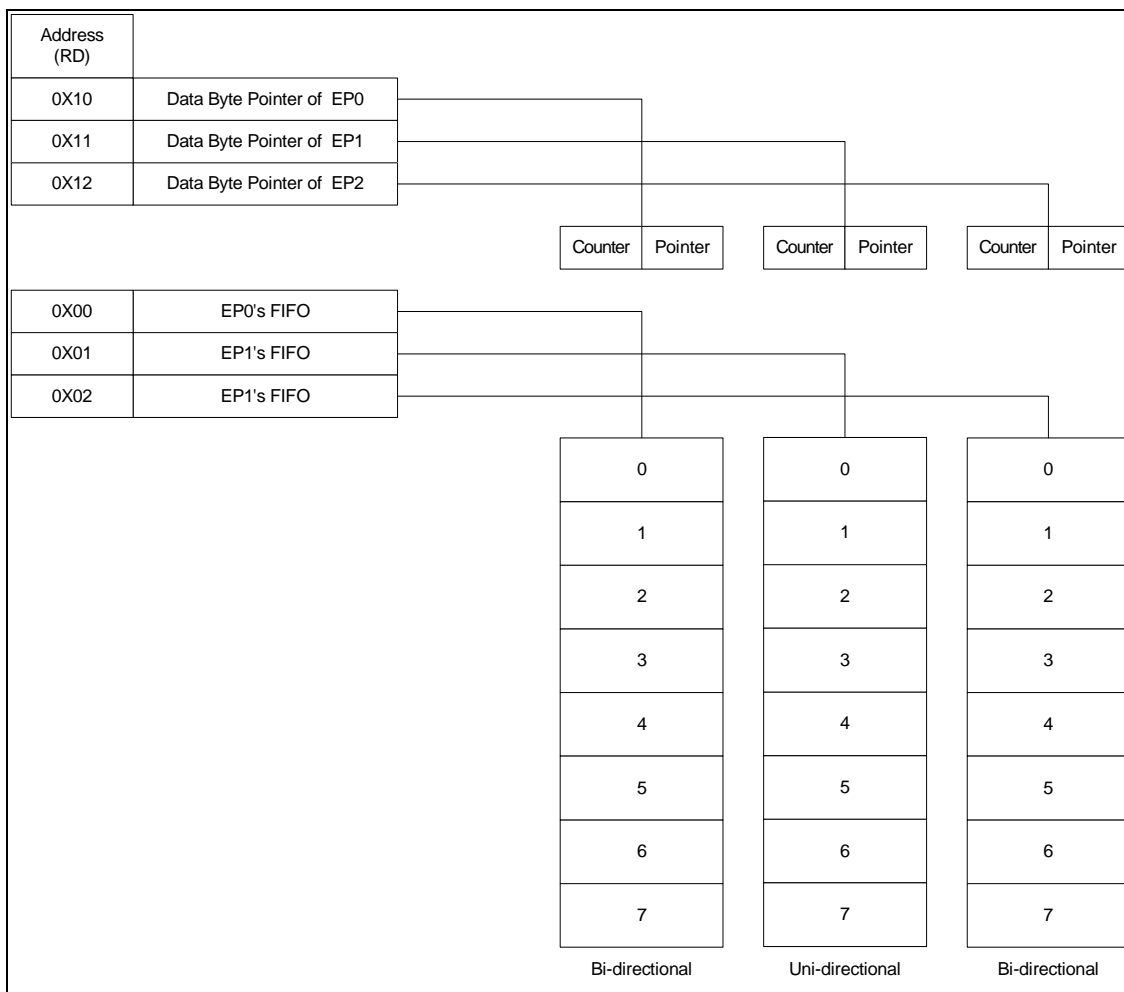 Address
(RD)
0X10 Data Byte Pointer of EP0
0X11 Data Byte Pointer of EP1
0X12 Data Byte Pointer of EP2
Counter Pointer Counter Pointer Counter Pointer
0X00 EP0's FIFO
0X01 EP1's FIFO
0X02 EP1's FIFO
0 0 0
1 1 1
2 2 2
3 3 3
4 4 4
5 5 5
6 6 6
7 7 7
Bi-directional Uni-directional Bi-directional